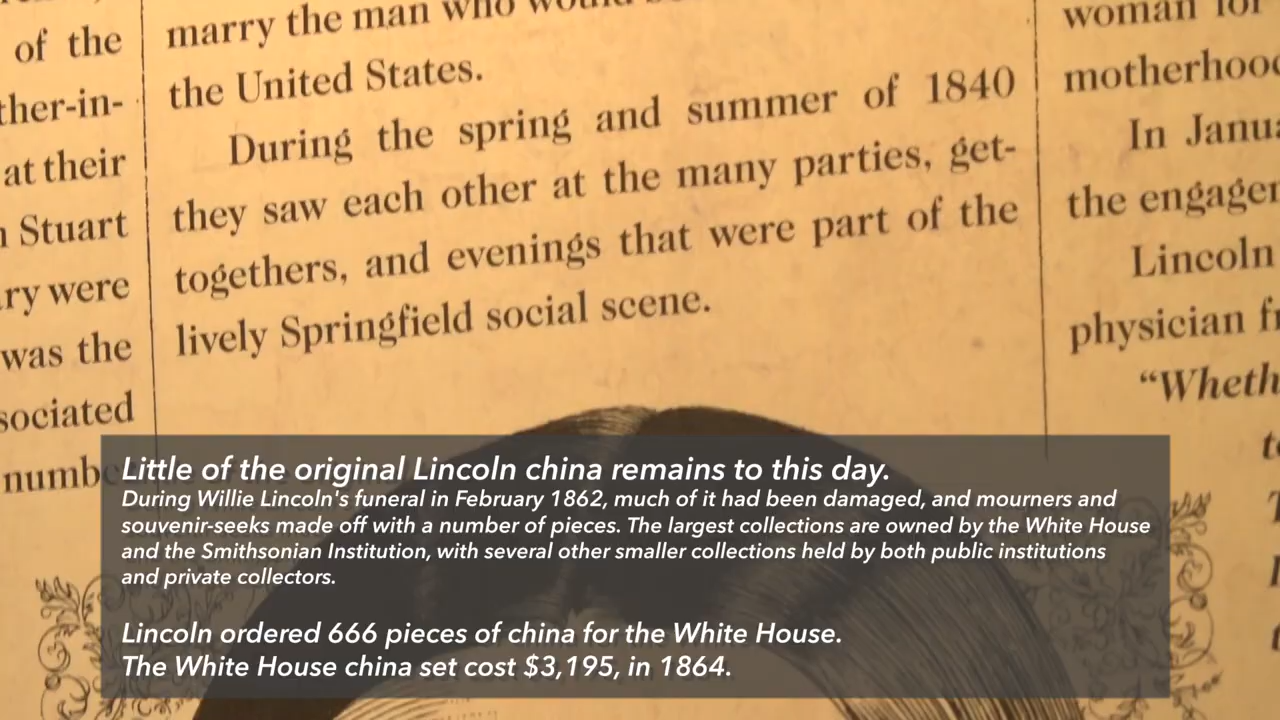 of the
ther-in-
at their
Stuart
ry were
was the
sociated
numb
marry the man who would
the United States.
During the spring and summer of 1840
they saw each other at the many parties, get-
togethers, and evenings that were part of the
lively Springfield social scene.
woman for
motherhood
In Janu
the engage
Lincoln
physician
“Wheth
Little of the original Lincoln china remains to this day.
During Willie Lincoln's funeral in February 1862, much of it had been damaged, and mourners and
souvenir-seeks made off with a number of pieces. The largest collections are owned by the White House
and the Smithsonian Institution, with several other smaller collections held by both public institutions
and private collectors.
Lincoln ordered 666 pieces of china for the White House.
The White House china set cost $3,195, in 1864.